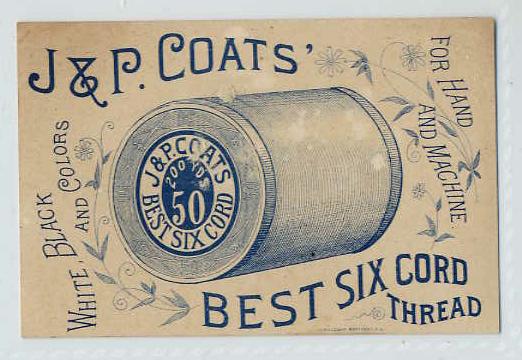 J & P. COATS'
FOR HAND
AND MACHINE.
WHITE, BLACK
AND COLORS
J & P. COATS
200 YDS
50
BEST SIX CORD
BEST SIX CORD
THREAD